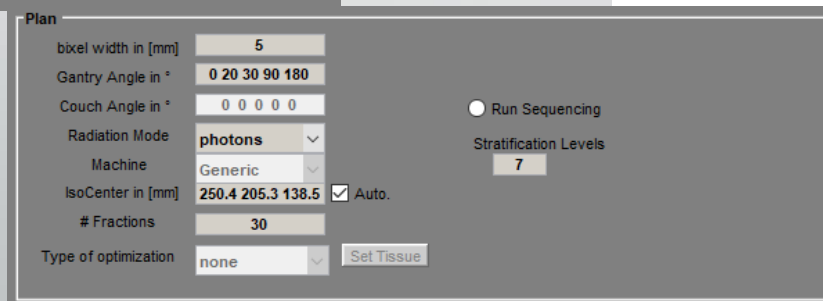 Plan
bixel width in [mm] 5
Gantry Angle in ° 0 20 30 90 180
Couch Angle in ° 0 0 0 0 0
Run Sequencing
Radiation Mode photons
Stratification Levels
Machine Generic
7
IsoCenter in [mm] 250.4 205.3 138.5 Auto.
# Fractions 30
Type of optimization none Set Tissue